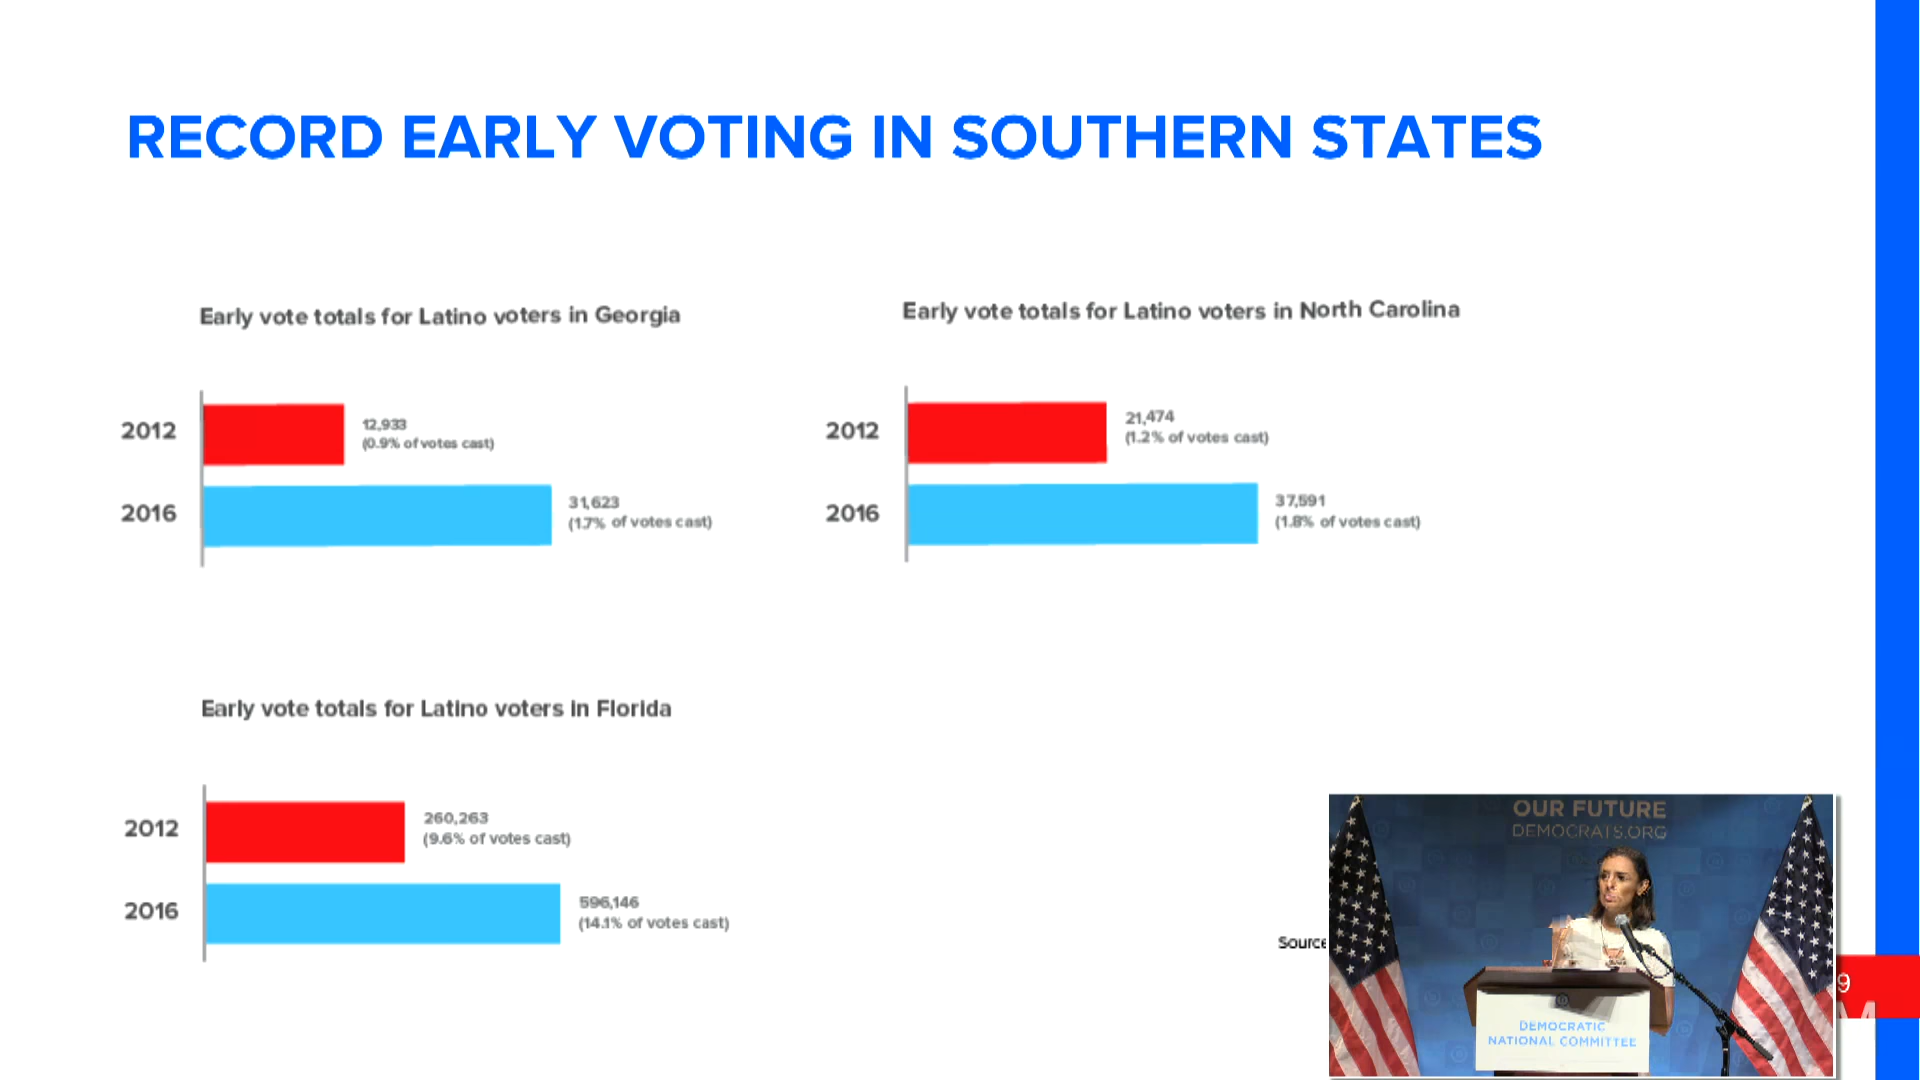 RECORD EARLY VOTING IN SOUTHERN STATES
Early vote totals for Latino voters in Georgia
2012
12,933
(0.9% of votes cast)
2016
31,623
(1.7% of votes cast)
Early vote totals for Latino voters in North Carolina
2012
21,474
(1.2% of votes cast)
2016
37,591
(1.8% of votes cast)
Early vote totals for Latino voters in Florida
2012
260,263
(9.6% of votes cast)
2016
596,146
(14.1% of votes cast)
Source
OUR FUTURE
DEMOCRATS.ORG
DEMOCRATIC
NATIONAL COMMITTEE
9